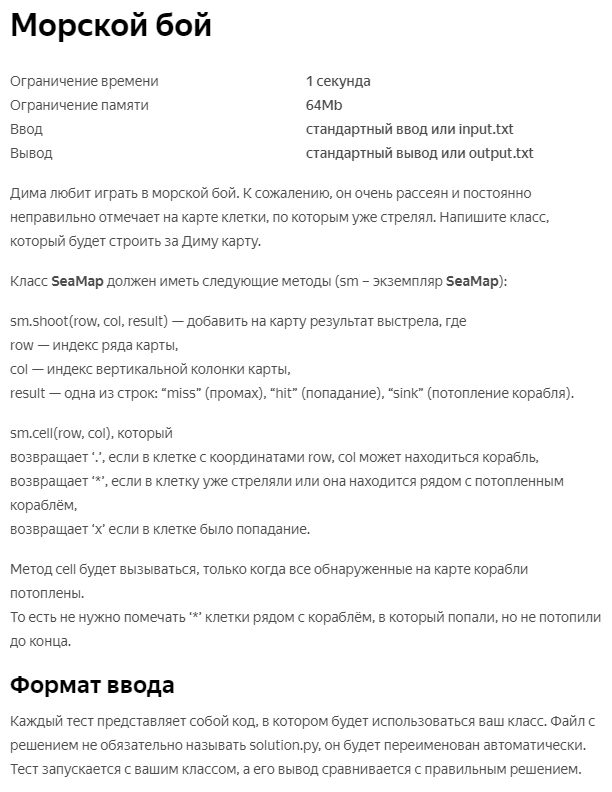 Морской бой
Ограничение времени 1 секунда
Ограничение памяти 64Mb
Ввод стандартный ввод или input.txt
Вывод стандартный вывод или output.txt
Дима любит играть в морской бой. К сожалению, он очень рассеян и постоянно
неправильно отмечает на карте клетки, по которым уже стрелял. Напишите класс,
который будет строить за Диму карту.
Класс SeaMap должен иметь следующие методы (sm – экземпляр SeaMap):
sm.shoot(row, col, result) — добавить на карту результат выстрела, где
row — индекс ряда карты,
col — индекс вертикальной колонки карты,
result — одна из строк: “miss” (промах), “hit” (попадание), “sink” (потопление корабля).
sm.cell(row, col), который
возвращает ‘.’, если в клетке с координатами row, col может находиться корабль,
возвращает ‘*’, если в клетку уже стреляли или она находится рядом с потопленным
кораблём,
возвращает ‘x’ если в клетке было попадание.
Метод cell будет вызываться, только когда все обнаруженные на карте корабли
потоплены.
То есть не нужно помечать ‘*’ клетки рядом с кораблём, в который попали, но не потопили
до конца.
Формат ввода
Каждый тест представляет собой код, в котором будет использоваться ваш класс. Файл с
решением не обязательно называть solution.py, он будет переименован автоматически.
Тест запускается с вашим классом, а его вывод сравнивается с правильным решением.